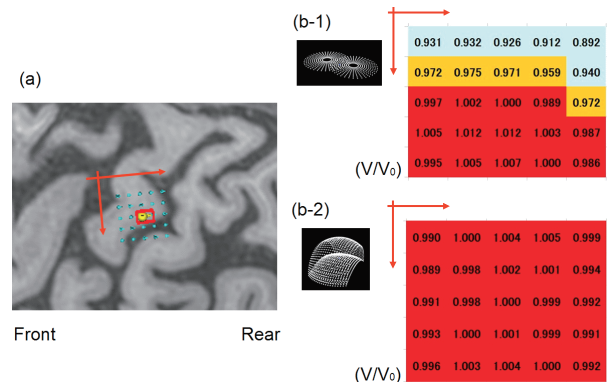 (a)
Front Rear
(b-1)
0.931 0.932 0.926 0.912 0.892
0.972 0.975 0.971 0.959 0.940
0.997 1.002 1.000 0.989 0.972
1.005 1.012 1.012 1.003 0.987
0.995 1.005 1.007 1.000 0.986
(V/V₀)
(b-2)
0.990 1.000 1.004 1.005 0.999
0.989 0.998 1.002 1.001 0.994
0.991 0.998 1.000 0.999 0.992
0.993 1.000 1.001 0.999 0.991
0.996 1.003 1.004 1.000 0.992
(V/V₀)